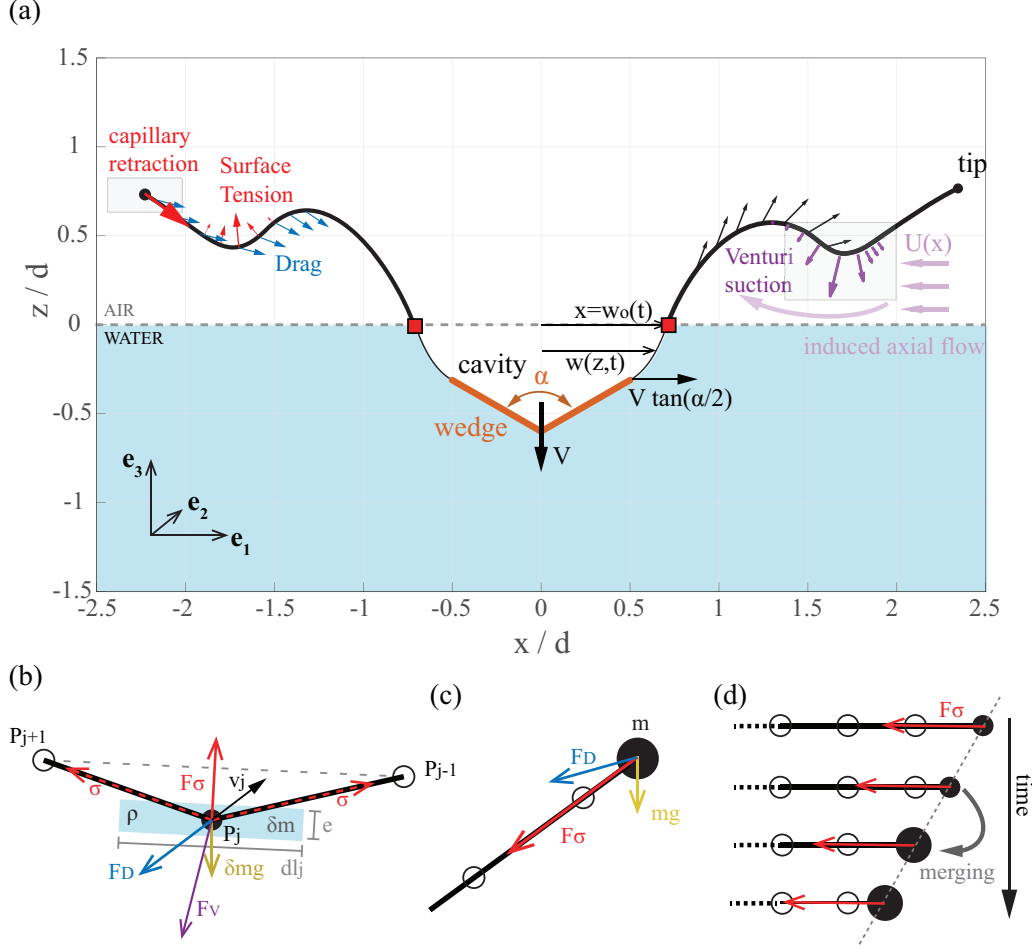 (a)
1.5
1
0.5
0
-0.5
-1
-1.5
z / d
capillary
retraction
Surface
Tension
Drag
tip
Venturi
suction
U(x)
AIR
WATER
x=wo(t)
w(z,t)
induced axial flow
cavity
α
V tan(α/2)
wedge
V
e3
e2
e1
-2.5
-2
-1.5
-1
-0.5
0
0.5
1
1.5
2
2.5
x / d
(b)
Pj+1
Pj-1
σ
Fσ
vj
σ
ρ
Pj
δm
e
FD
δmg
dlj
FV
(c)
m
FD
mg
Fσ
(d)
Fσ
time
merging